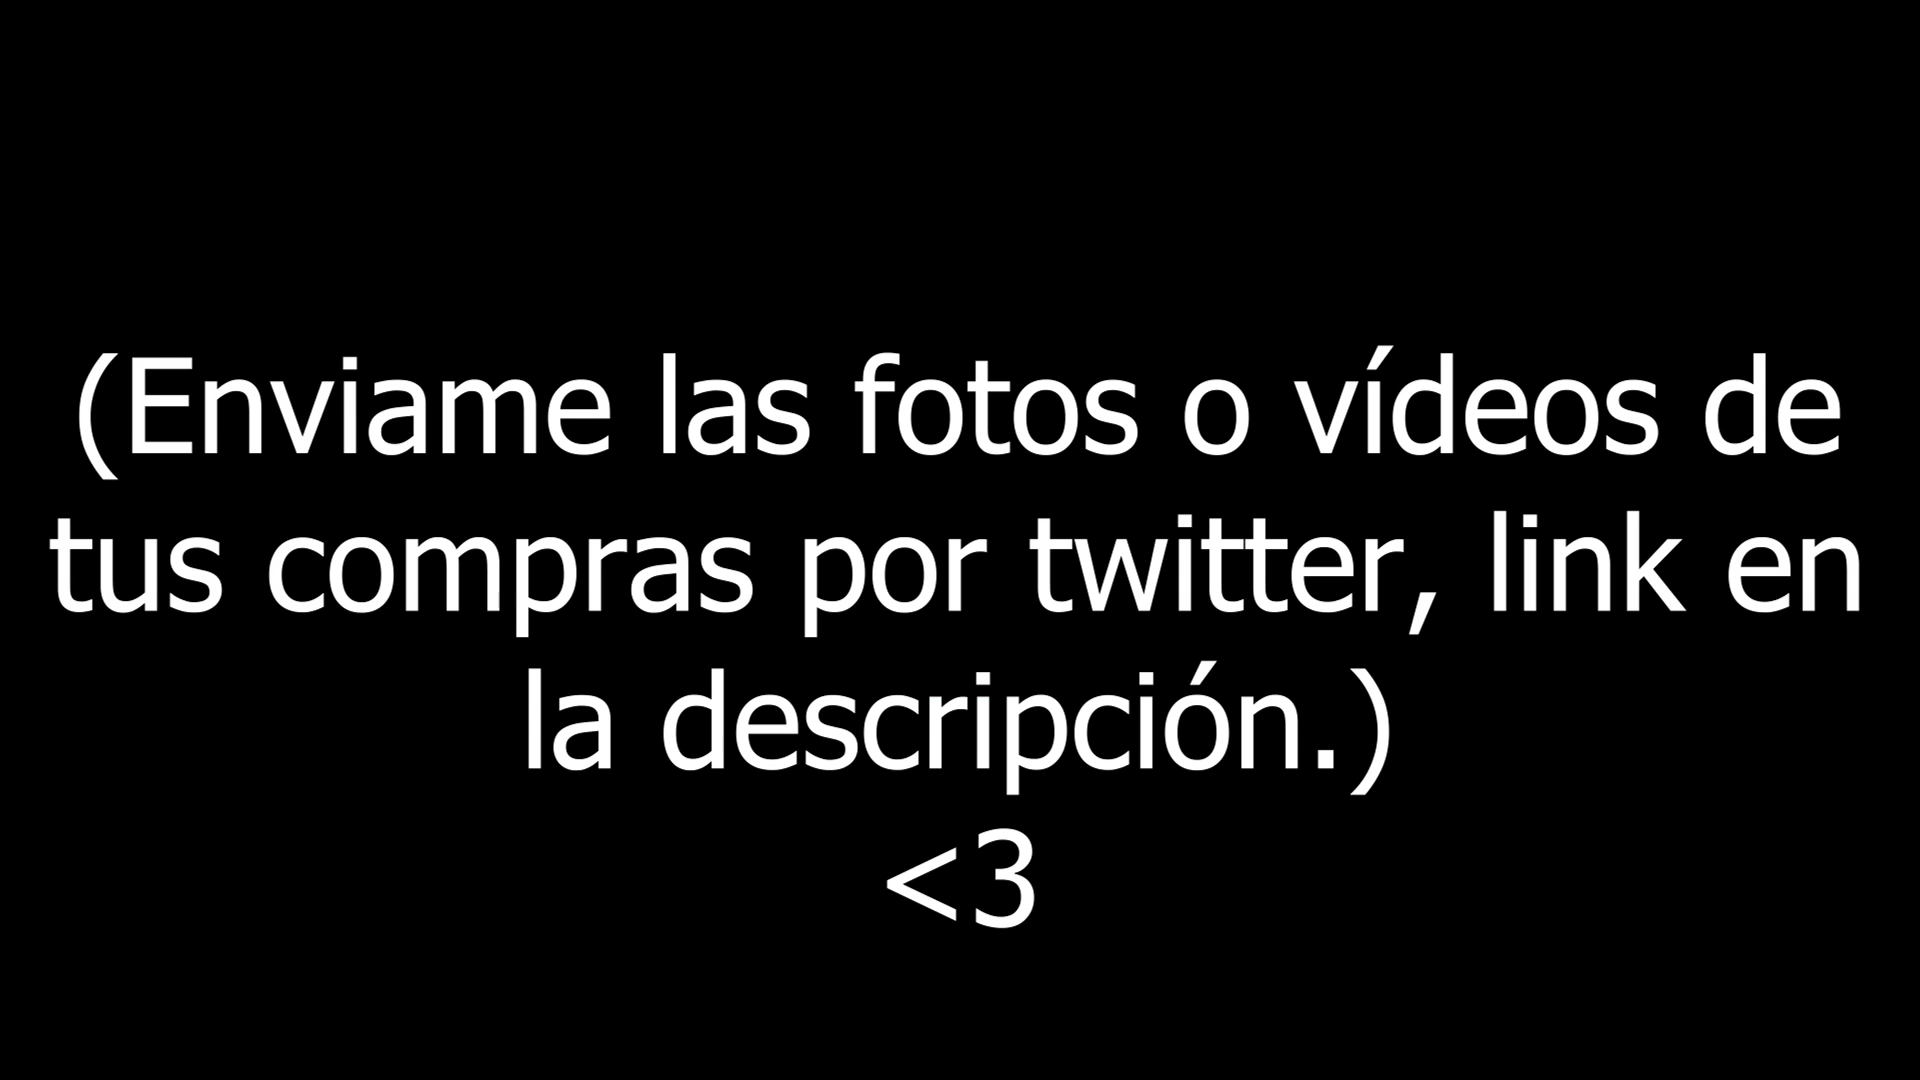 (Enviame las fotos o vídeos de
tus compras por twitter, link en
la descripción.)
<3